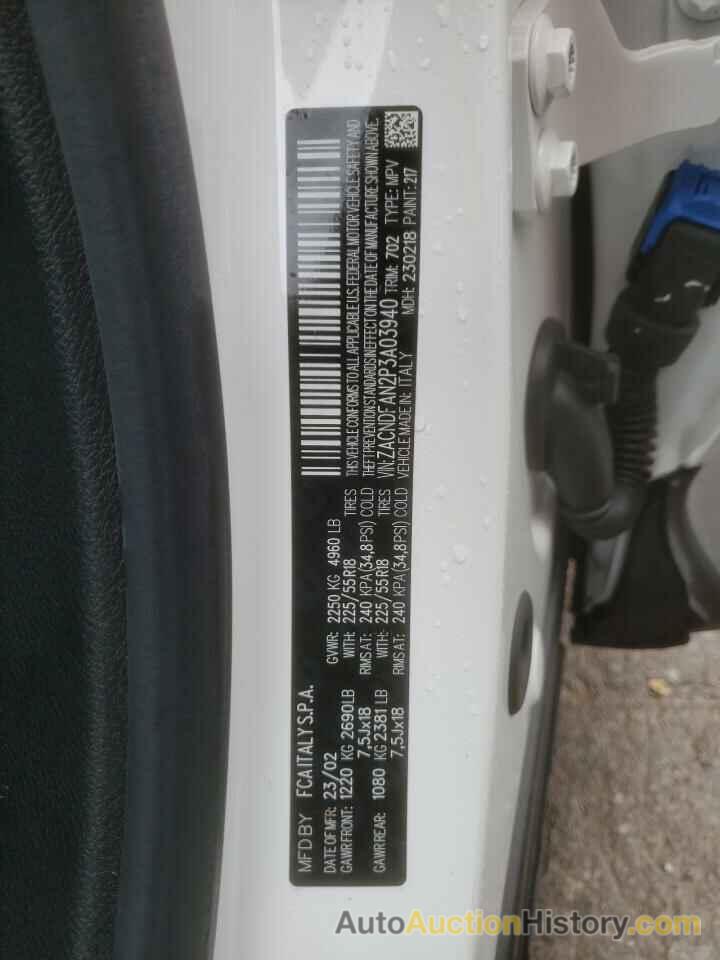 MFD BY FCA ITALY S.P.A.
THIS VEHICLE CONFORMS TO ALL APPLICABLE U.S. FEDERAL MOTOR VEHICLE SAFETY AND
THEFT PREVENTION STANDARDS IN EFFECT ON THE DATE OF MANUFACTURE SHOWN ABOVE.
DATE OF MFR: 23/02 GVWR: 2250 KG 4960 LB
GAWR FRONT: 1220 KG 2690LB WITH: 225/55R18 TIRES
7,5Jx18 RIMS AT: 240 KPA (34,8PSI) COLD
GAWR REAR: 1080 KG 2381 LB WITH: 225/55R18 TIRES
7,5Jx18 RIMS AT: 240 KPA (34,8PSI) COLD
VIN: ZACNDFAN2P3A03940 TRIM: 702 TYPE: MPV
VEHICLE MADE IN: ITALY MDH: 230218 PAINT: 217
AutoAuctionHistory.com